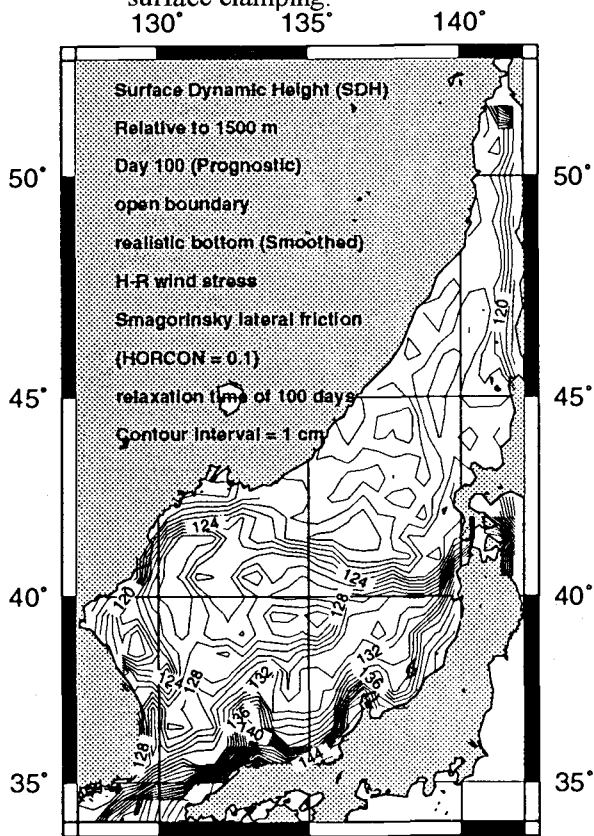 surface clamping.
130° 135° 140°
Surface Dynamic Height (SDH)
Relative to 1500 m
Day 100 (Prognostic)
50° 50°
open boundary
realistic bottom (Smoothed)
H-R wind stress
Smagorinsky lateral friction
120
(HORCON = 0.1)
45° relaxation time of 100 days 45°
Contour Interval = 1 cm
124
124
40° 120 128 40°
132
124 128 132 136
136
140
128 144
35° 35°